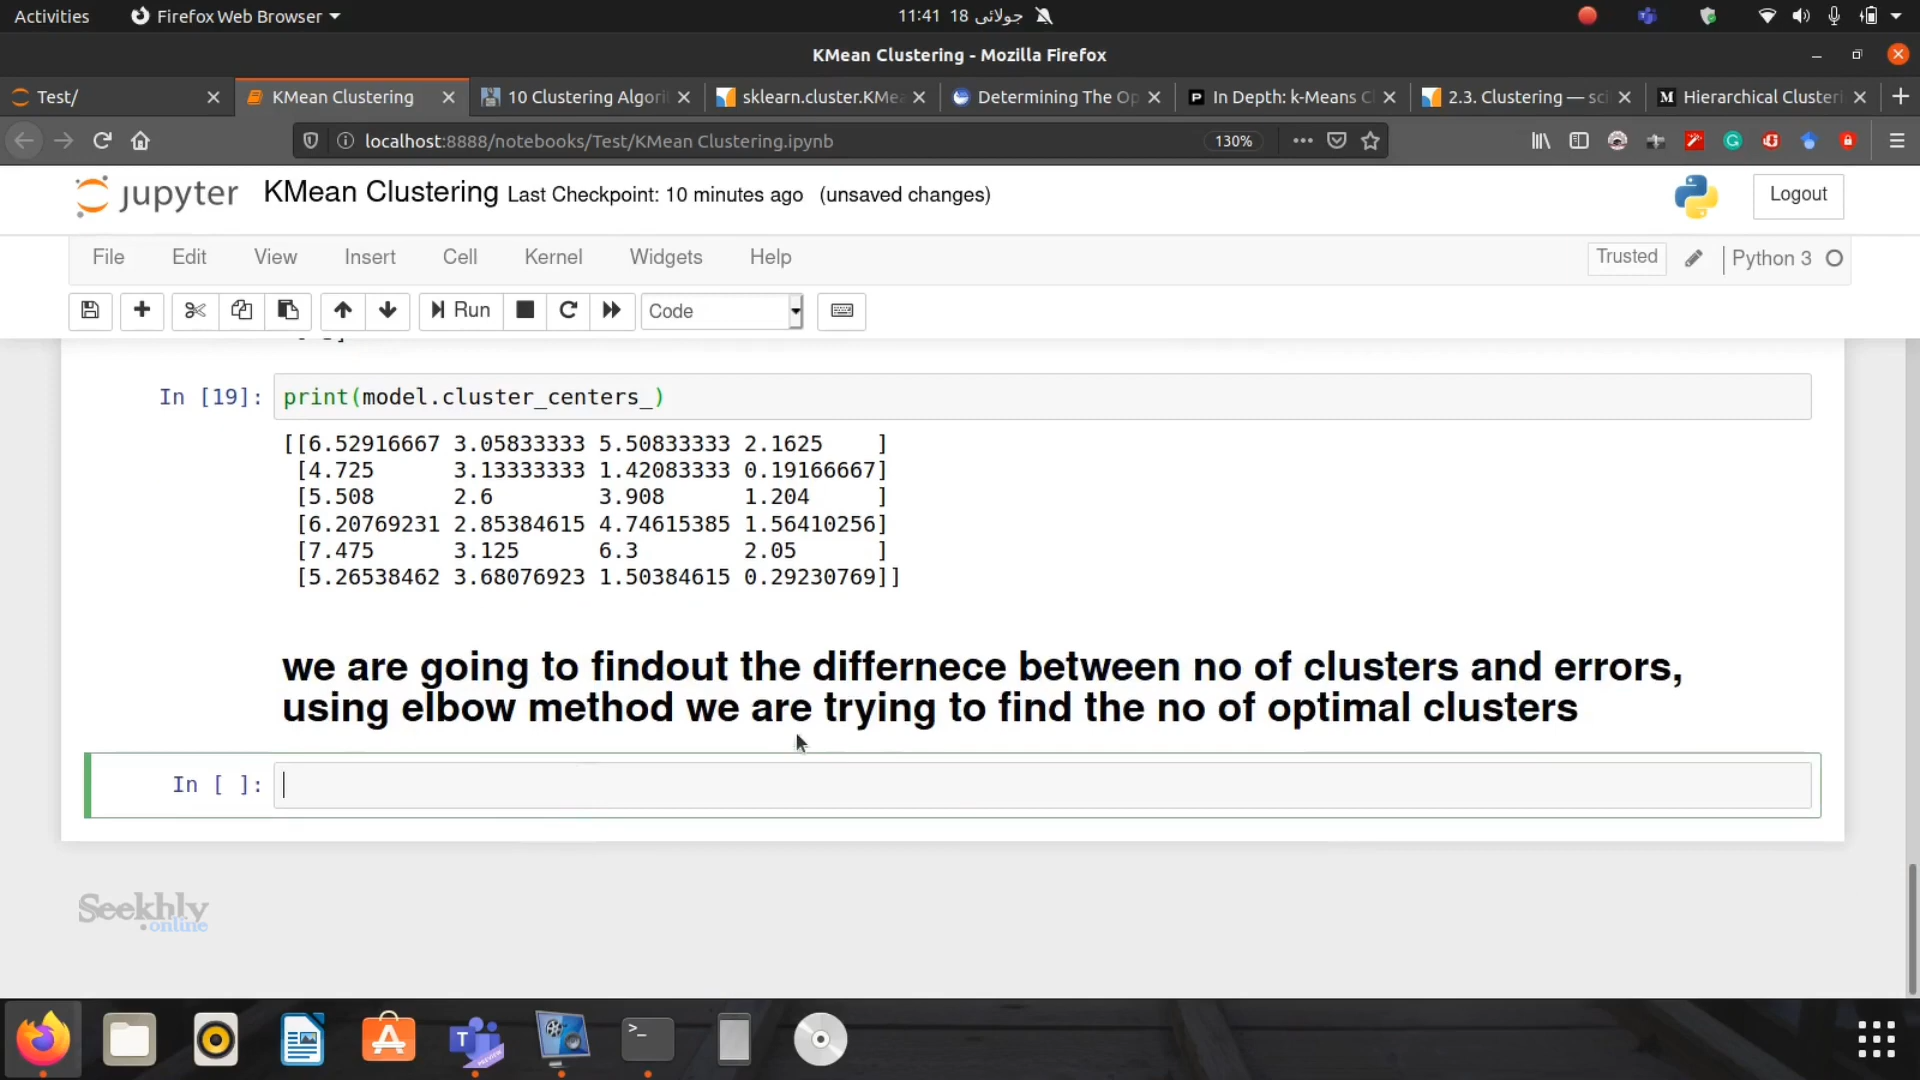 Activities Firefox Web Browser 11:41 18 جولائی
KMean Clustering - Mozilla Firefox
Test/ KMean Clustering 10 Clustering Algori sklearn.cluster.KMe Determining The Op In Depth: k-Means C 2.3. Clustering — sci Hierarchical Cluster
localhost:8888/notebooks/Test/KMean Clustering.ipynb 130%
jupyter KMean Clustering Last Checkpoint: 10 minutes ago (unsaved changes) Logout
File Edit View Insert Cell Kernel Widgets Help Trusted Python 3
Run Code
In [19]: print(model.cluster_centers_)
[[6.52916667 3.05833333 5.50833333 2.1625 ]
[4.725 3.13333333 1.42083333 0.19166667]
[5.508 2.6 3.908 1.204 ]
[6.20769231 2.85384615 4.74615385 1.56410256]
[7.475 3.125 6.3 2.05 ]
[5.26538462 3.68076923 1.50384615 0.29230769]]
we are going to findout the differnece between no of clusters and errors,
using elbow method we are trying to find the no of optimal clusters
In [ ]:
Seekhly
.online